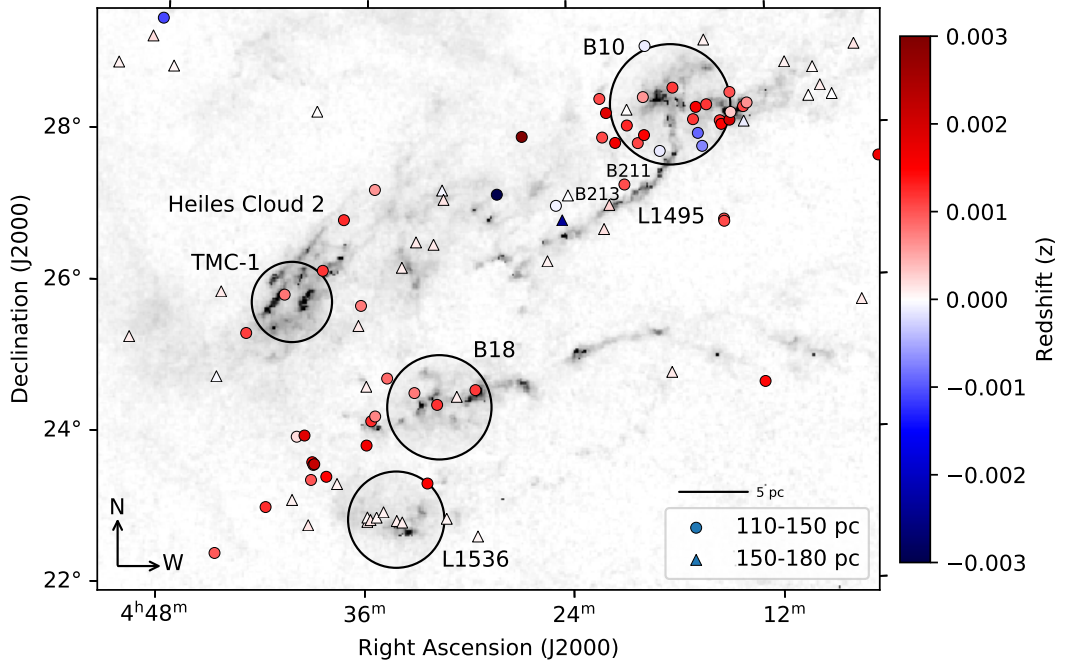 B10
B211
B213
L1495
Heiles Cloud 2
TMC-1
B18
L1536
N
W
5 pc
110-150 pc
150-180 pc
28°
26°
24°
22°
Declination (J2000)
4ʰ48ᵐ
36ᵐ
24ᵐ
12ᵐ
Right Ascension (J2000)
0.003
0.002
0.001
0.000
−0.001
−0.002
−0.003
Redshift (z)